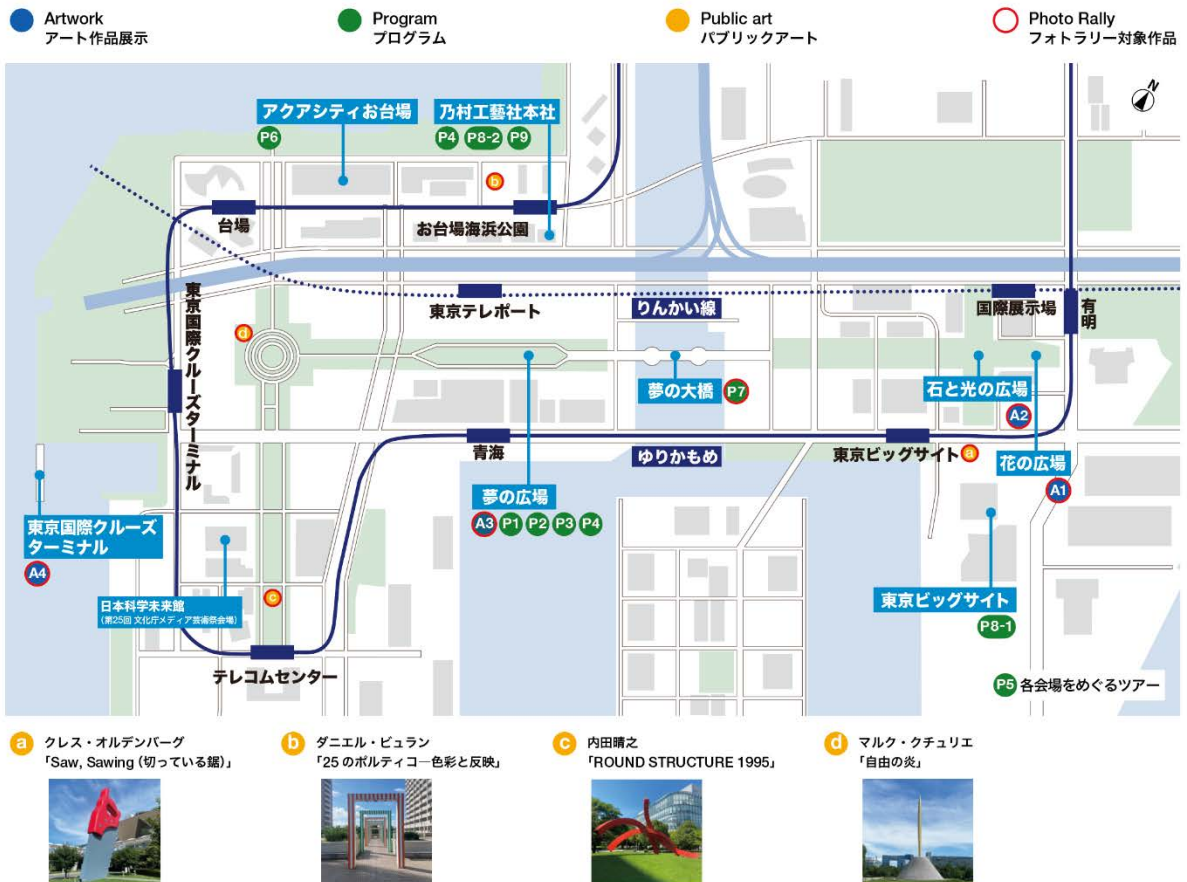 Artwork
アート作品展示
Program
プログラム
Public art
パブリックアート
Photo Rally
フォトラリー対象作品
N
アクアシティお台場
P6
乃村工藝社本社
P4 P8-2 P9
b
台場
お台場海浜公園
東京国際クルーズターミナル
d
東京テレポート
りんかい線
国際展示場
有明
夢の大橋
P7
石と光の広場
A2
青海
ゆりかもめ
東京ビッグサイト
a
花の広場
A1
夢の広場
A3 P1 P2 P3 P4
東京国際クルーズ
ターミナル
A4
日本科学未来館
(第25回 文化庁メディア芸術祭会場)
c
テレコムセンター
東京ビッグサイト
P8-1
P5 各会場をめぐるツアー
a クレス・オルデンバーグ
「Saw, Sawing (切っている鋸)」
b ダニエル・ビュラン
「25 のポルティコ―色彩と反映」
c 内田晴之
「ROUND STRUCTURE 1995」
d マルク・クチュリエ
「自由の炎」